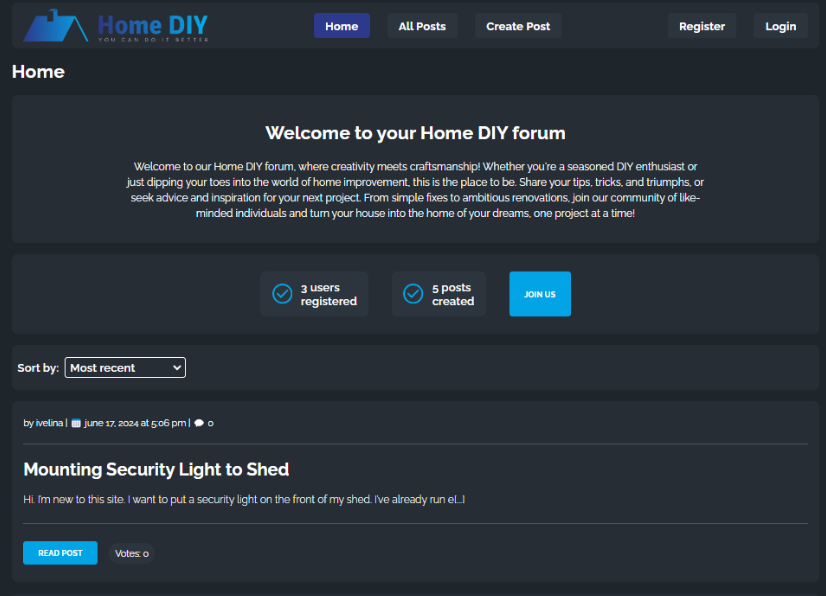 Home DIY
YOU CAN DO IT BETTER
Home
All Posts
Create Post
Register
Login
Home
Welcome to your Home DIY forum
Welcome to our Home DIY forum, where creativity meets craftsmanship! Whether you're a seasoned DIY enthusiast or
just dipping your toes into the world of home improvement, this is the place to be. Share your tips, tricks, and triumphs, or
seek advice and inspiration for your next project. From simple fixes to ambitious renovations, join our community of like-
minded individuals and turn your house into the home of your dreams, one project at a time!
3 users
registered
5 posts
created
JOIN US
Sort by: Most recent
by ivelina | june 17, 2024 at 5:06 pm | 0
Mounting Security Light to Shed
Hi. I'm new to this site. I want to put a security light on the front of my shed. I've already run el...]
READ POST
Votes: 0